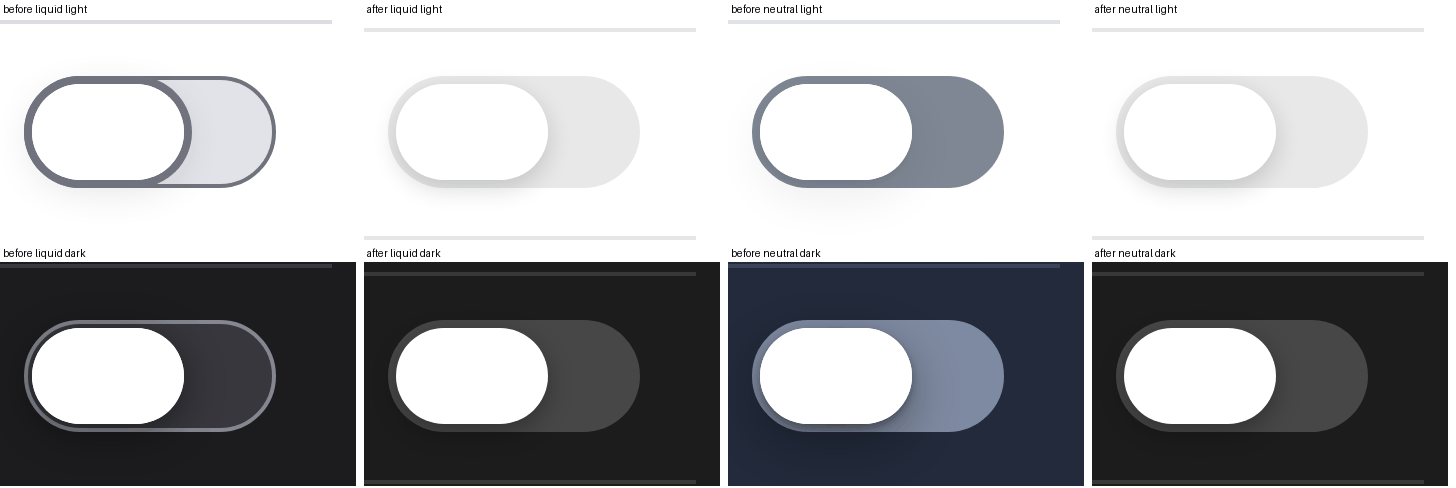 before liquid light
after liquid light
before neutral light
after neutral light
before liquid dark
after liquid dark
before neutral dark
after neutral dark